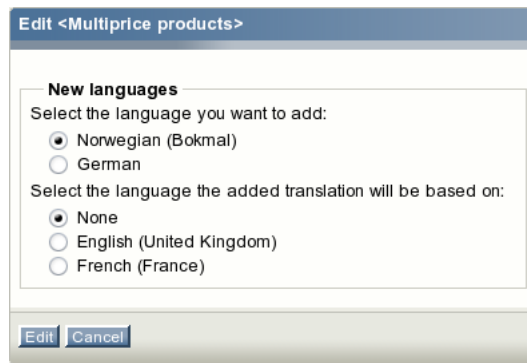 Edit <Multiprice products>
New languages
Select the language you want to add:
Norwegian (Bokmal)
German
Select the language the added translation will be based on:
None
English (United Kingdom)
French (France)
Edit Cancel